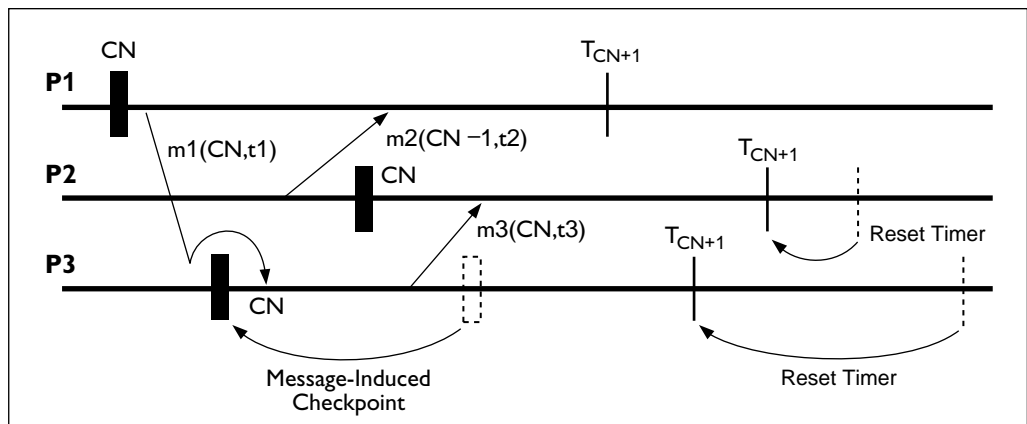 CN
T_CN+1
P1
m1(CN,t1)
m2(CN −1,t2)
T_CN+1
P2
CN
m3(CN,t3)
T_CN+1
Reset Timer
P3
CN
Message-Induced
Checkpoint
Reset Timer